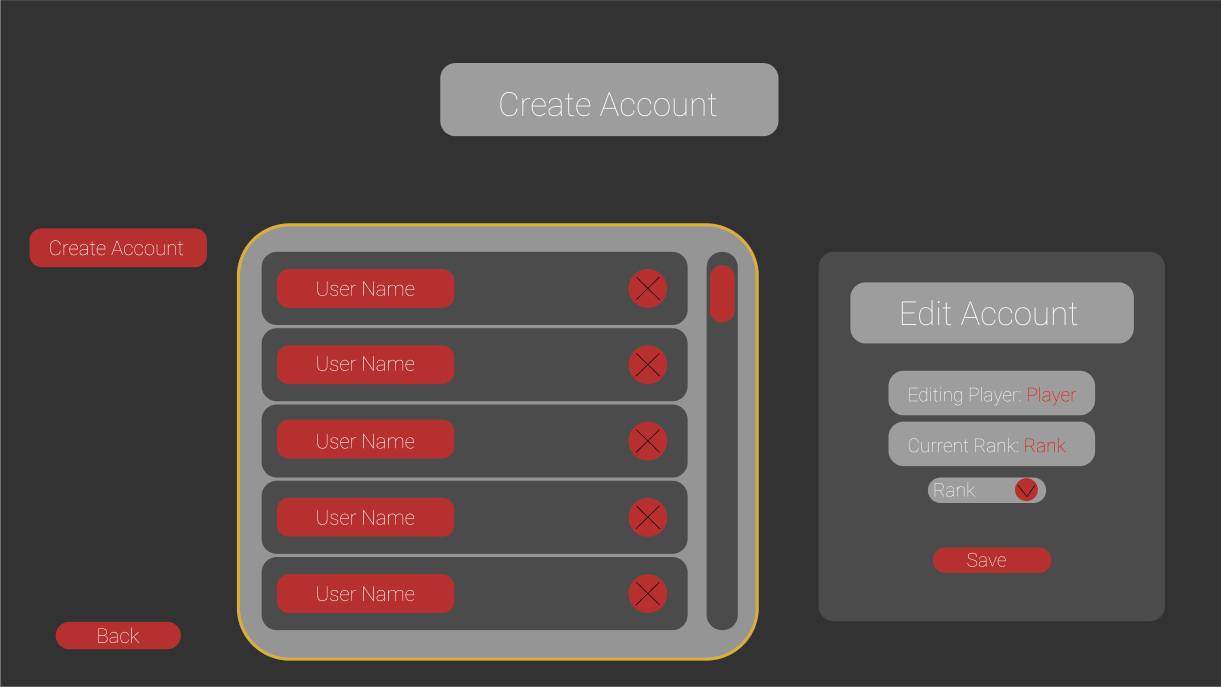 Create Account
Create Account
User Name
User Name
User Name
User Name
User Name
Edit Account
Editing Player: Player
Current Rank: Rank
Rank
Save
Back